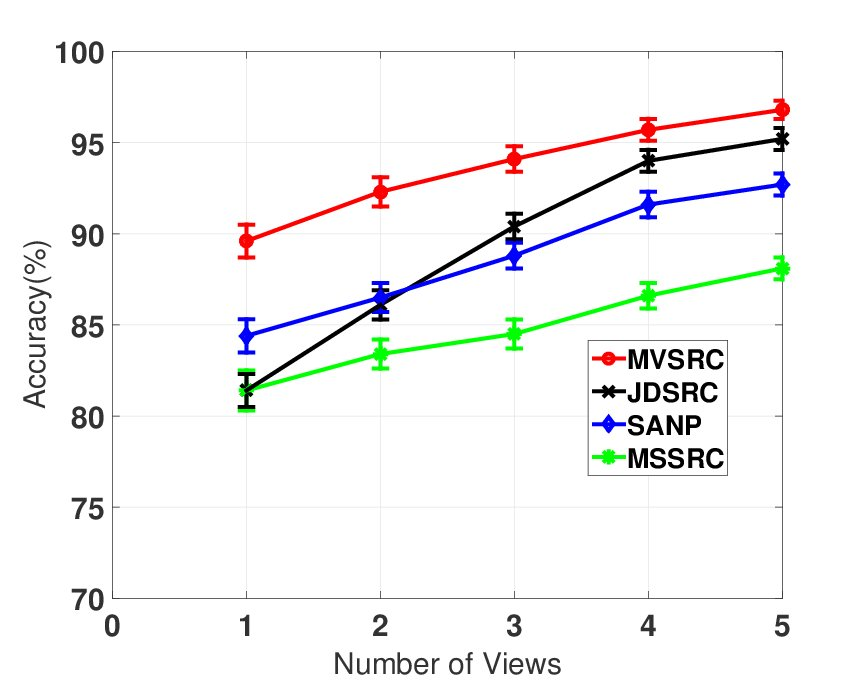 100
95
90
85
80
75
70
Accuracy(%)
0 1 2 3 4 5
Number of Views
MVSRC
JDSRC
SANP
MSSRC